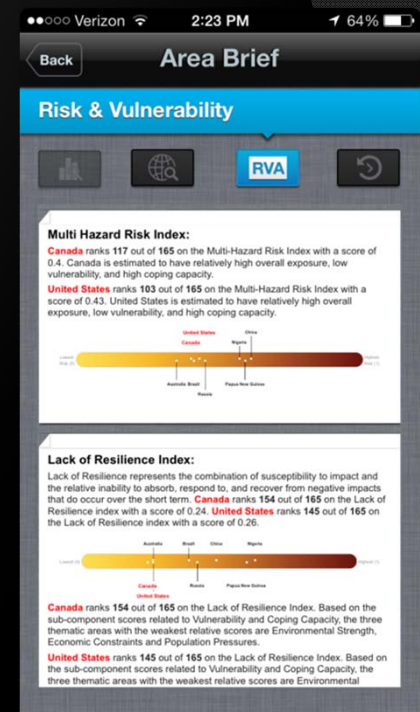 Verizon 2:23 PM 64%
Back Area Brief
Risk & Vulnerability
RVA
Multi Hazard Risk Index:
Canada ranks 117 out of 165 on the Multi-Hazard Risk Index with a score of
0.4. Canada is estimated to have relatively high overall exposure, low
vulnerability, and high coping capacity.
United States ranks 103 out of 165 on the Multi-Hazard Risk Index with a
score of 0.43. United States is estimated to have relatively high overall
exposure, low vulnerability, and high coping capacity.
United States China
Canada Nigeria
Lowest Highest
Risk (0) Risk (1)
Australia Brazil Papua New Guinea
Russia
Lack of Resilience Index:
Lack of Resilience represents the combination of susceptibility to impact and
the relative inability to absorb, respond to, and recover from negative impacts
that do occur over the short term. Canada ranks 154 out of 165 on the Lack of
Resilience index with a score of 0.24. United States ranks 145 out of 165 on
the Lack of Resilience index with a score of 0.26.
Australia Brazil China Nigeria
Lowest (0) Highest (1)
Canada Russia Papua New Guinea
United States
Canada ranks 154 out of 165 on the Lack of Resilience Index. Based on the
sub-component scores related to Vulnerability and Coping Capacity, the three
thematic areas with the weakest relative scores are Environmental Strength,
Economic Constraints and Population Pressures.
United States ranks 145 out of 165 on the Lack of Resilience Index. Based on
the sub-component scores related to Vulnerability and Coping Capacity, the
three thematic areas with the weakest relative scores are Environmental